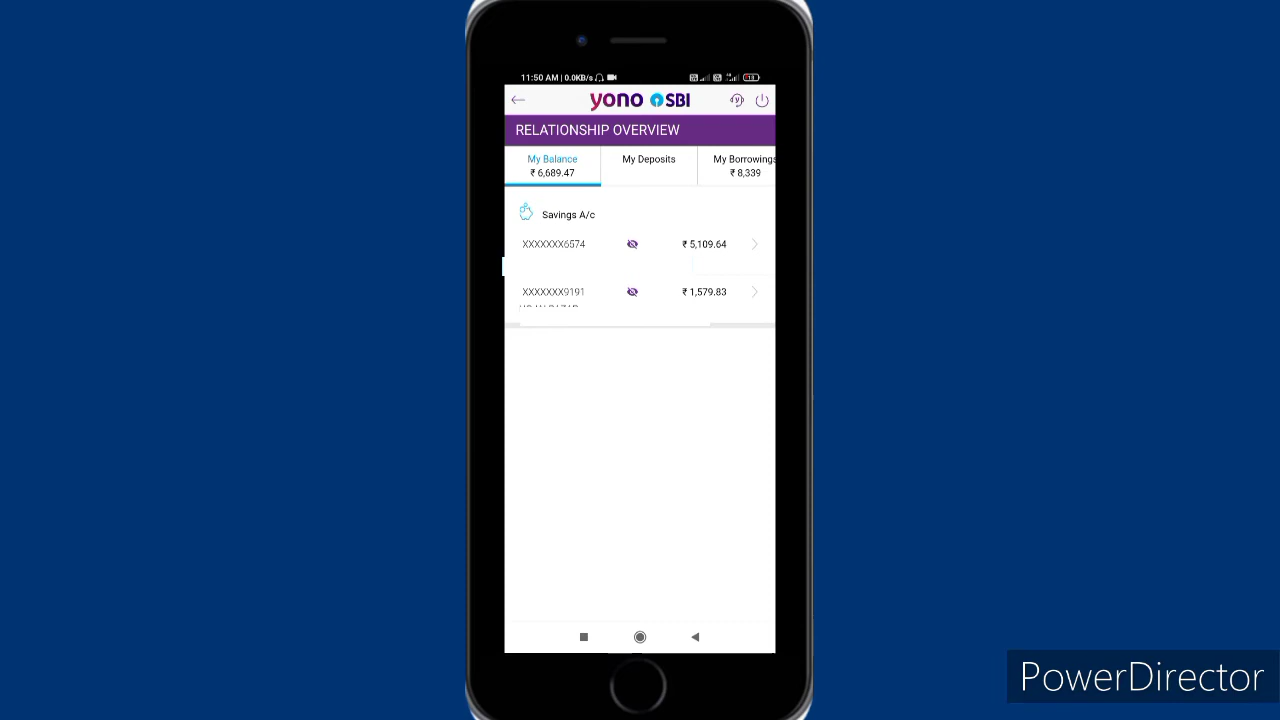 11:50 AM | 0.0KB/s
yono SBI
RELATIONSHIP OVERVIEW
My Balance My Deposits My Borrowings
₹ 6,689.47 ₹ 8,339
Savings A/c
XXXXXXX6574 ₹ 5,109.64
XXXXXXX9191 ₹ 1,579.83
PowerDirector